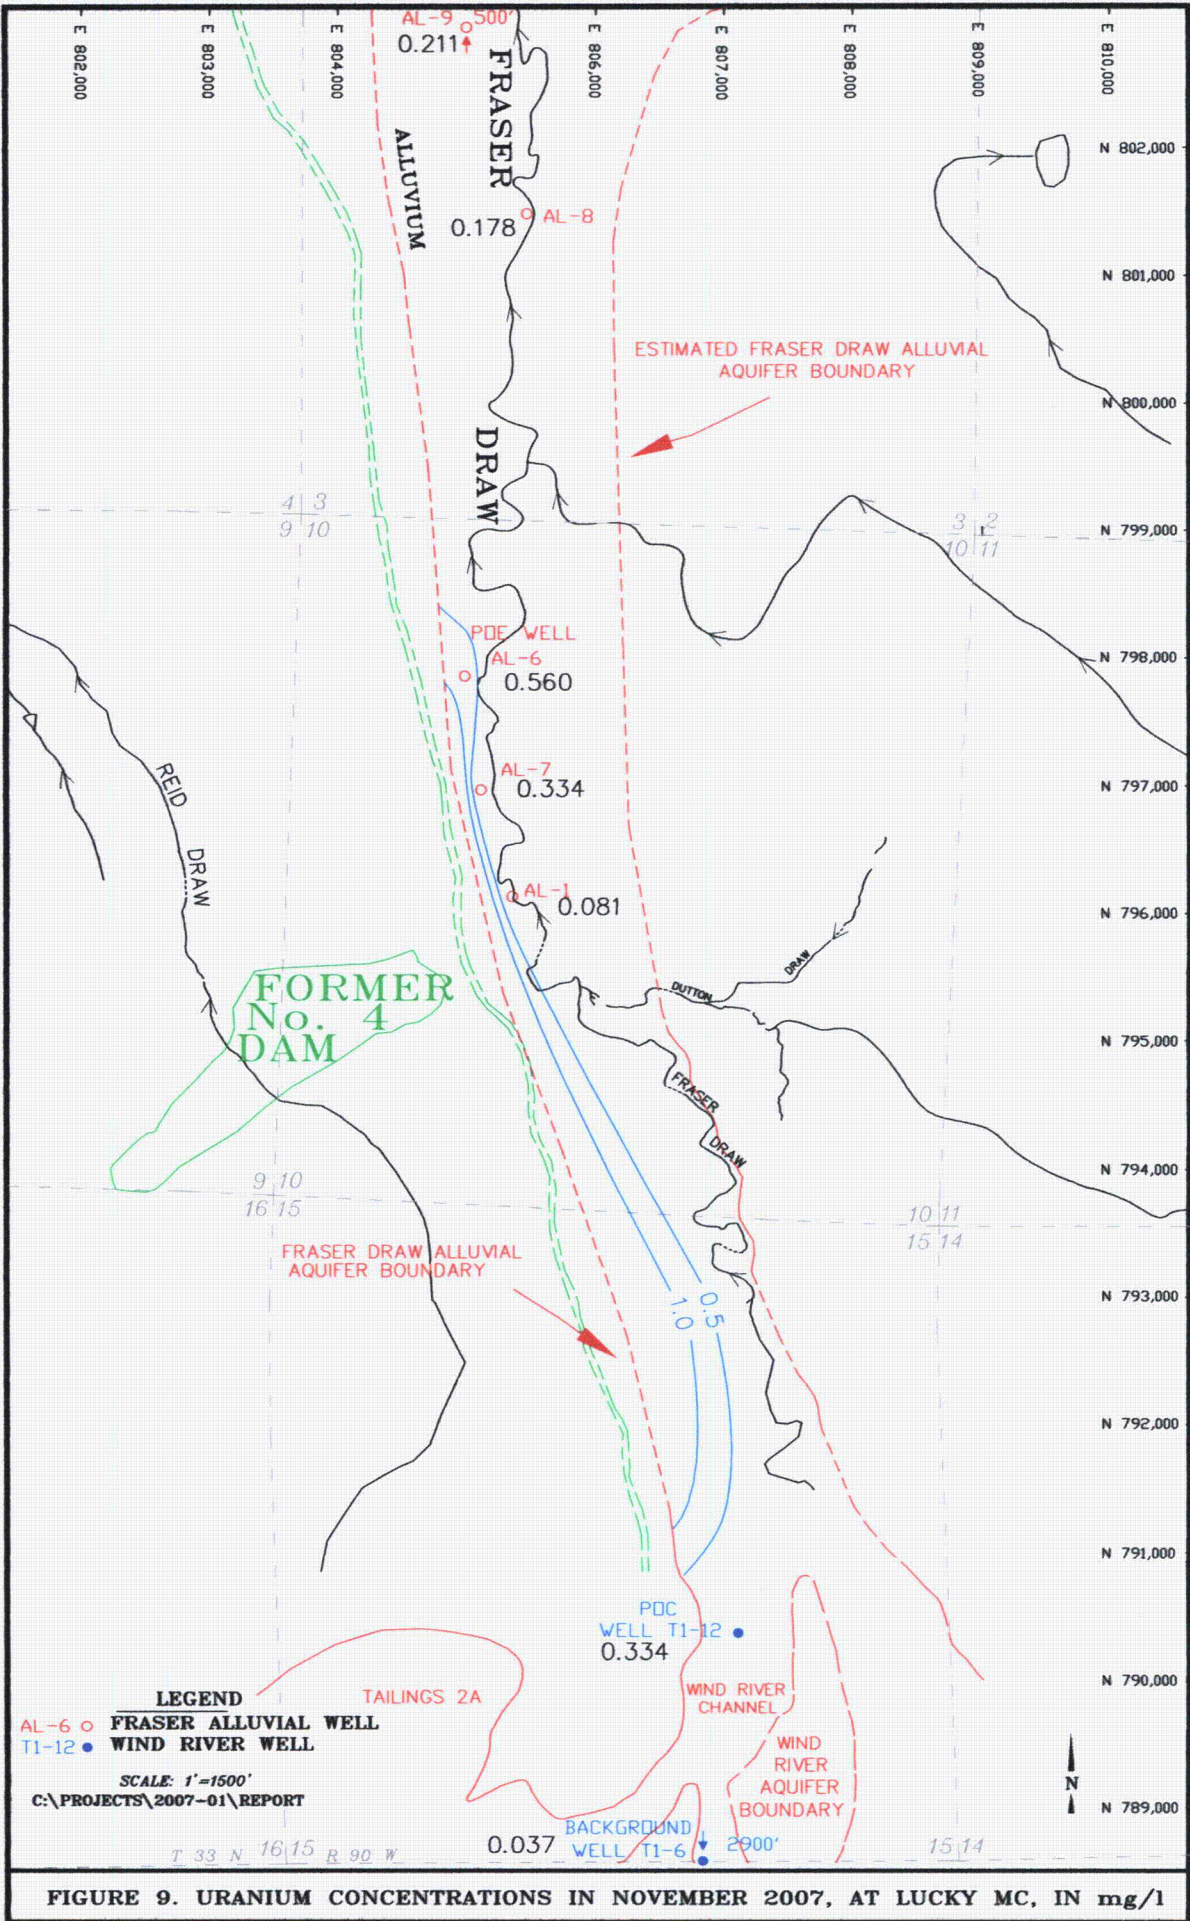 AL-9 500'
0.211
E 802,000
E 803,000
E 804,000
E 806,000
E 807,000
E 808,000
E 809,000
E 810,000
FRASER
ALLUVIUM
N 802,000
0.178
AL-8
N 801,000
ESTIMATED FRASER DRAW ALLUVIAL
AQUIFER BOUNDARY
N 800,000
DRAW
4 3
9 10
3 2
10 11
N 799,000
POE WELL
AL-6
0.560
N 798,000
REID
DRAW
AL-7
0.334
N 797,000
AL-1
0.081
N 796,000
DRAW
DUTTON
FORMER
No. 4
DAM
N 795,000
FRASER
DRAW
N 794,000
9 10
16 15
10 11
15 14
FRASER DRAW ALLUVIAL
AQUIFER BOUNDARY
N 793,000
1.0
0.5
N 792,000
N 791,000
POC
WELL T1-12
0.334
N 790,000
TAILINGS 2A
WIND RIVER
CHANNEL
WIND
RIVER
AQUIFER
BOUNDARY
LEGEND
AL-6 FRASER ALLUVIAL WELL
T1-12 WIND RIVER WELL
SCALE: 1"=1500'
C:\PROJECTS\2007-01\REPORT
N
N 789,000
0.037
BACKGROUND
WELL T1-6
2900'
T 33 N 16 15 R 90 W
15 14
FIGURE 9. URANIUM CONCENTRATIONS IN NOVEMBER 2007, AT LUCKY MC, IN mg/l